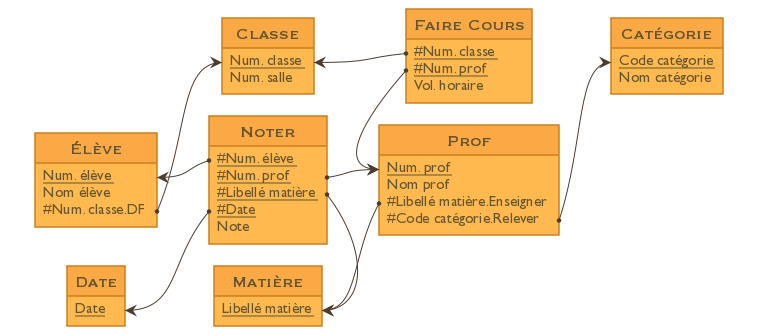 Classe
Num. classe
Num. salle
Faire Cours
#Num. classe
#Num. prof
Vol. horaire
Catégorie
Code catégorie
Nom catégorie
Élève
Num. élève
Nom élève
#Num. classe.DF
Noter
#Num. élève
#Num. prof
#Libellé matière
#Date
Note
Prof
Num. prof
Nom prof
#Libellé matière.Enseigner
#Code catégorie.Relever
Date
Date
Matière
Libellé matière